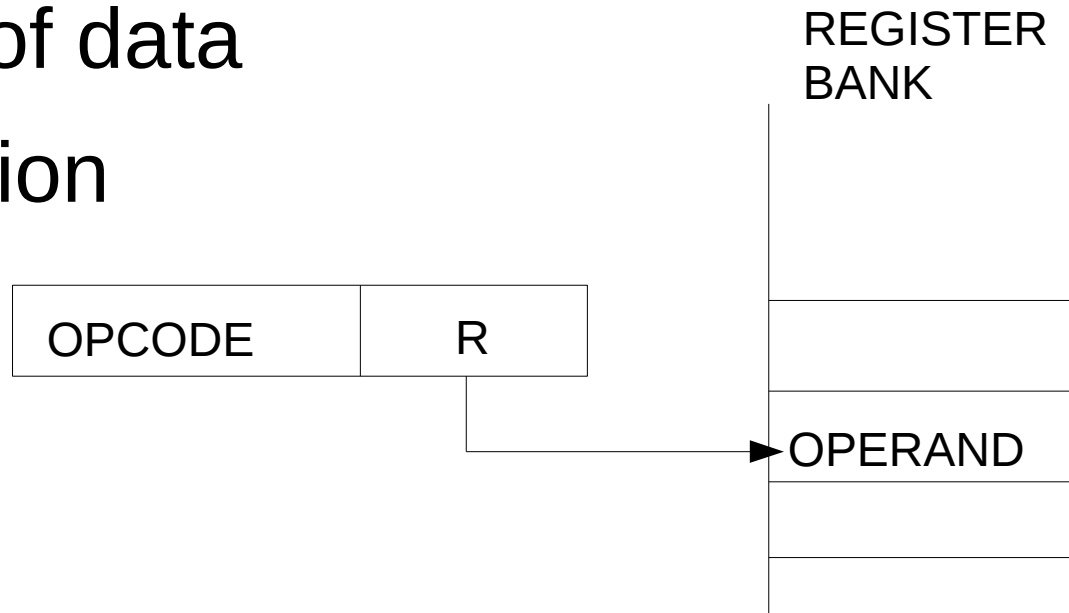 of data
REGISTER
BANK
ion
OPCODE
R
OPERAND